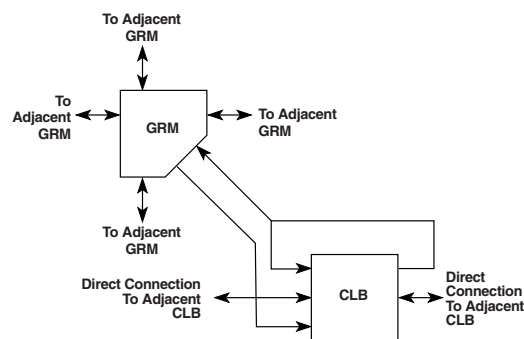 To Adjacent
GRM
To
Adjacent
GRM
GRM
To Adjacent
GRM
To Adjacent
GRM
Direct Connection
To Adjacent
CLB
CLB
Direct
Connection
To Adjacent
CLB